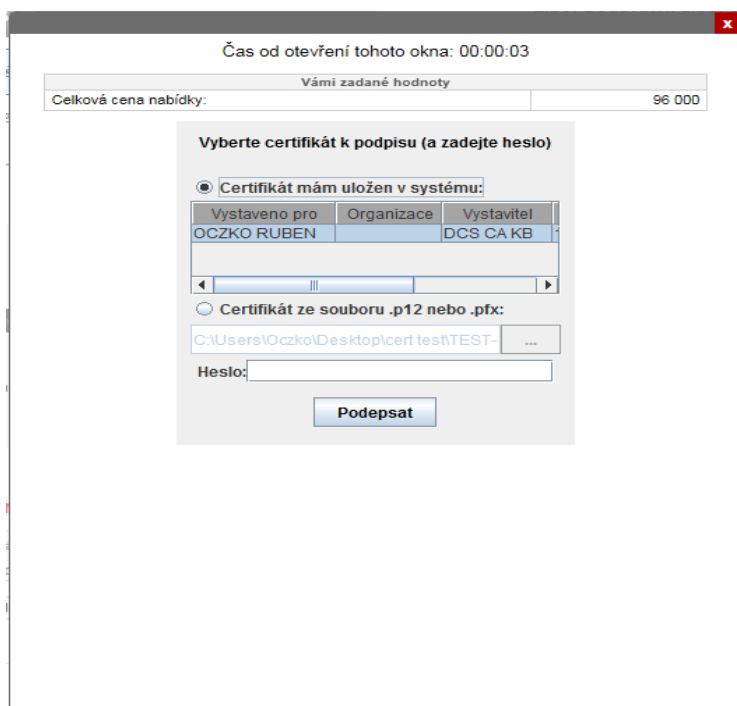 x
Čas od otevření tohoto okna: 00:00:03
Vámi zadané hodnoty
Celková cena nabídky: 96 000
Vyberte certifikát k podpisu (a zadejte heslo)
Certifikát mám uložen v systému:
Vystaveno pro Organizace Vystavitel
OCZKO RUBEN DCS CA KB
Certifikát ze souboru .p12 nebo .pfx:
C:\Users\Oczko\Desktop\cert test\TEST- ...
Heslo:
Podepsat